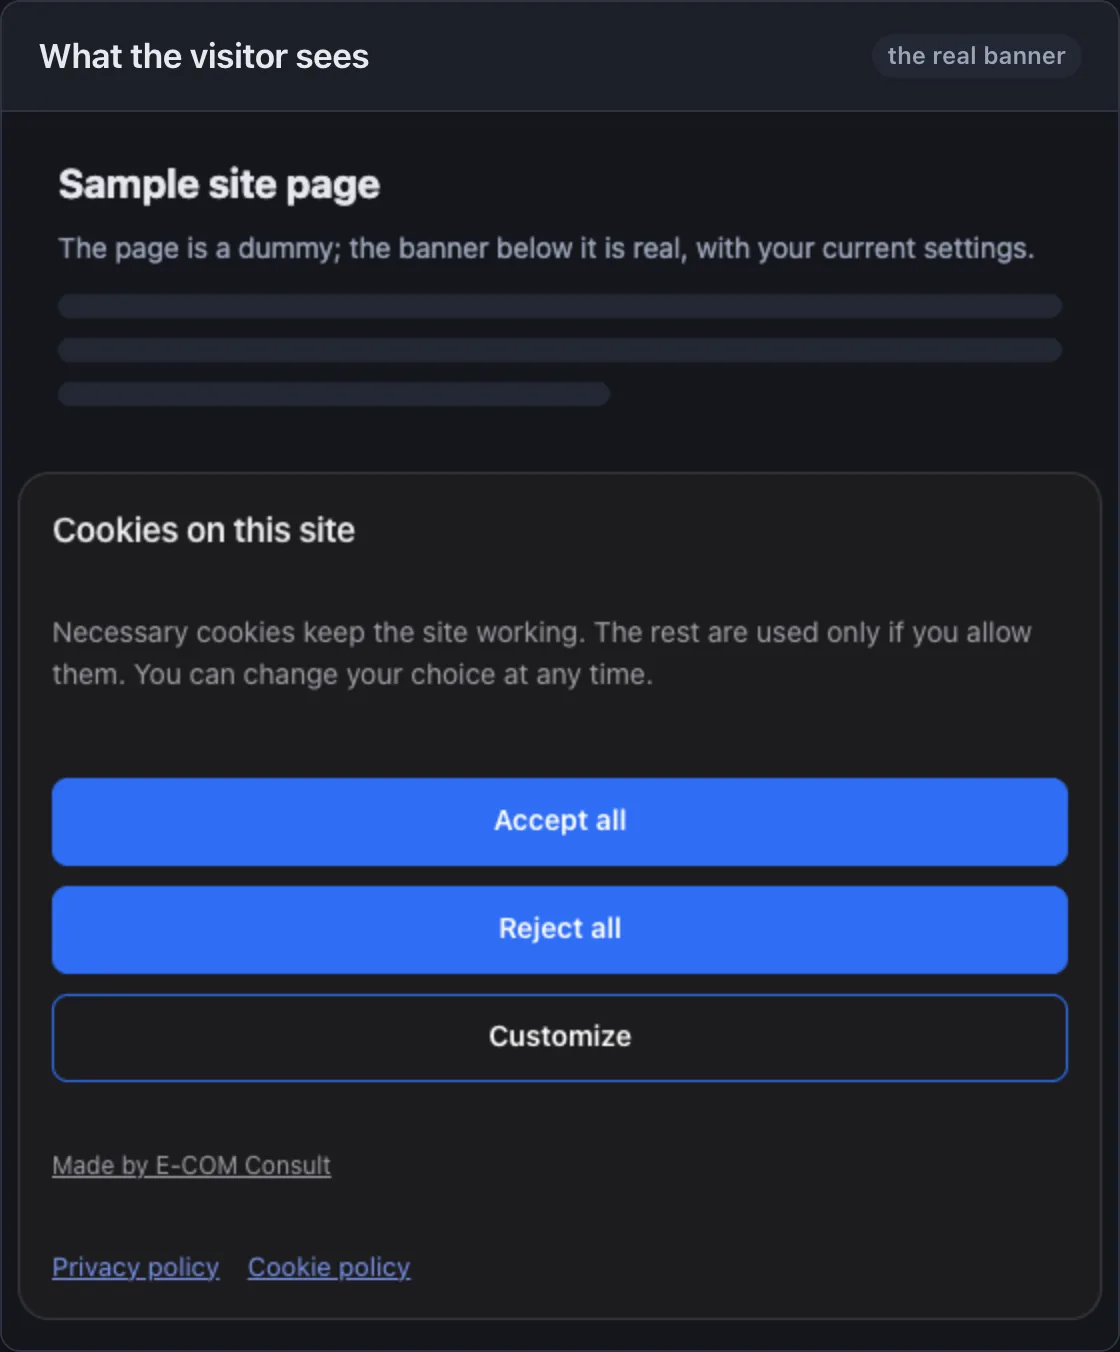 What the visitor sees
the real banner
Sample site page
The page is a dummy; the banner below it is real, with your current settings.
Cookies on this site
Necessary cookies keep the site working. The rest are used only if you allow
them. You can change your choice at any time.
Accept all
Reject all
Customize
Made by E-COM Consult
Privacy policy Cookie policy